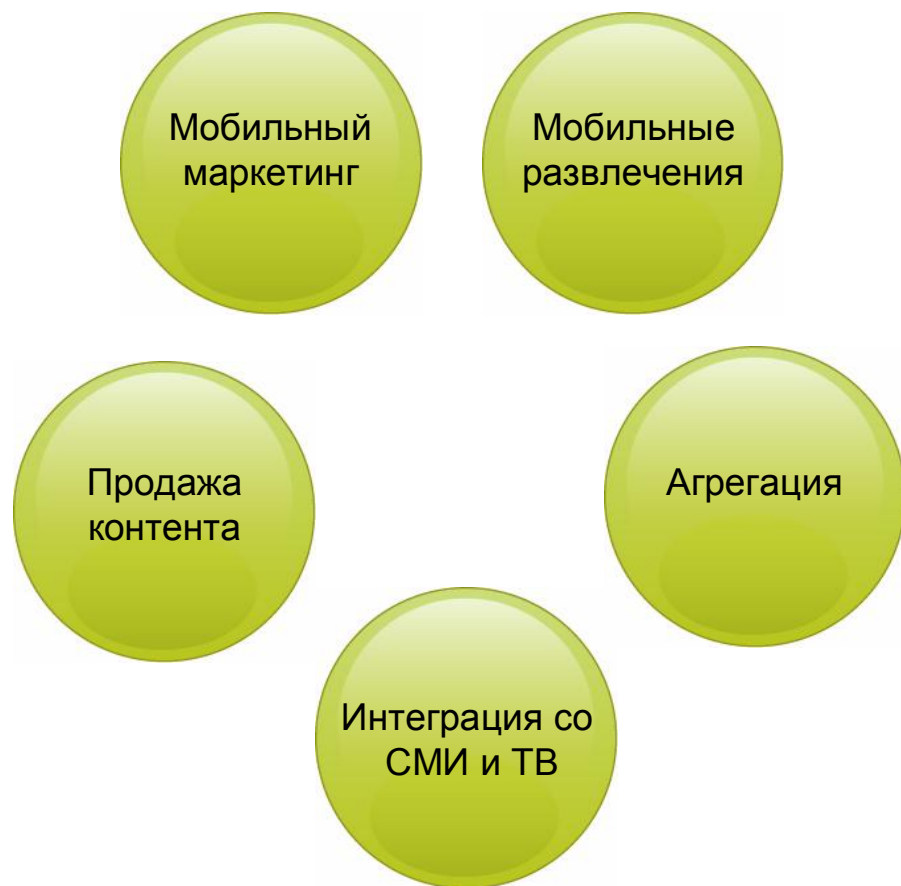 Мобильный
маркетинг
Мобильные
развлечения
Продажа
контента
Агрегация
Интеграция со
СМИ и ТВ